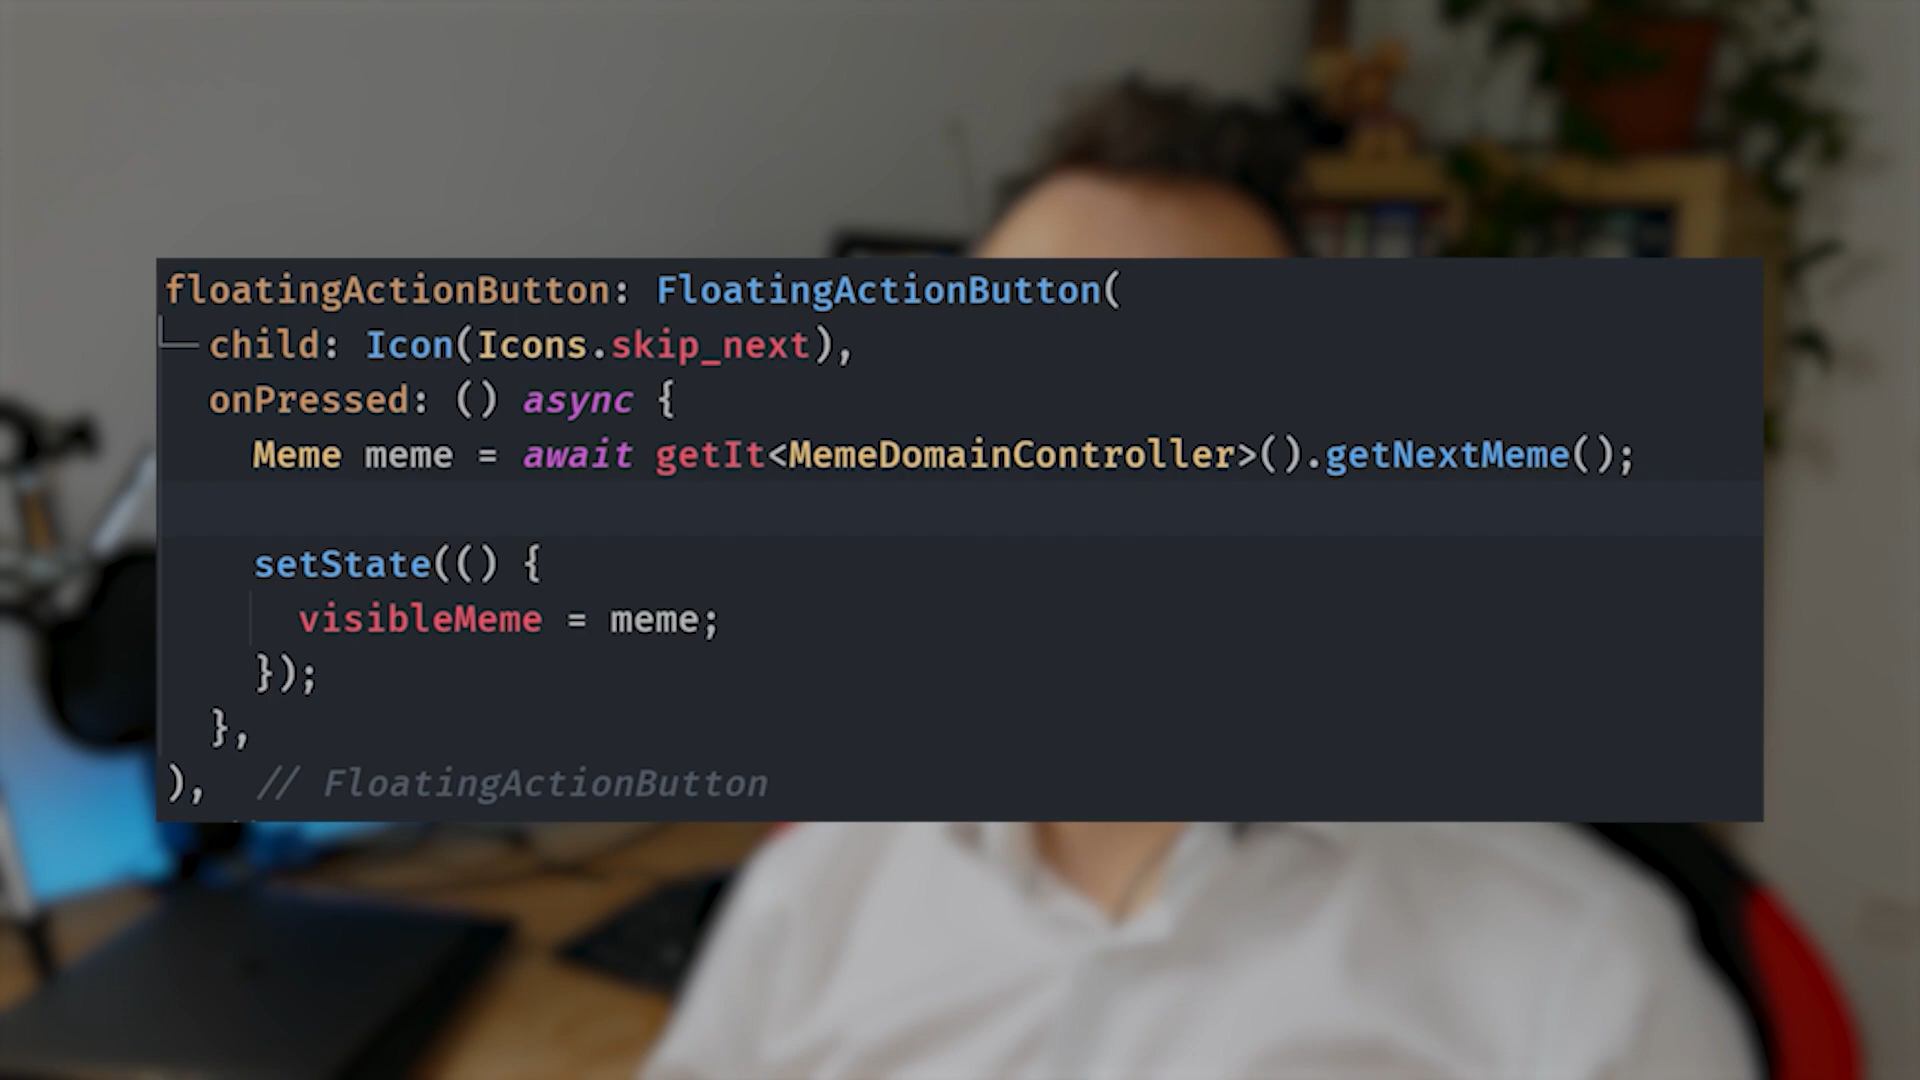 floatingActionButton: FloatingActionButton(
child: Icon(Icons.skip_next),
onPressed: () async {
Meme meme = await getIt<MemeDomainController>().getNextMeme();
setState(() {
visibleMeme = meme;
});
},
), // FloatingActionButton